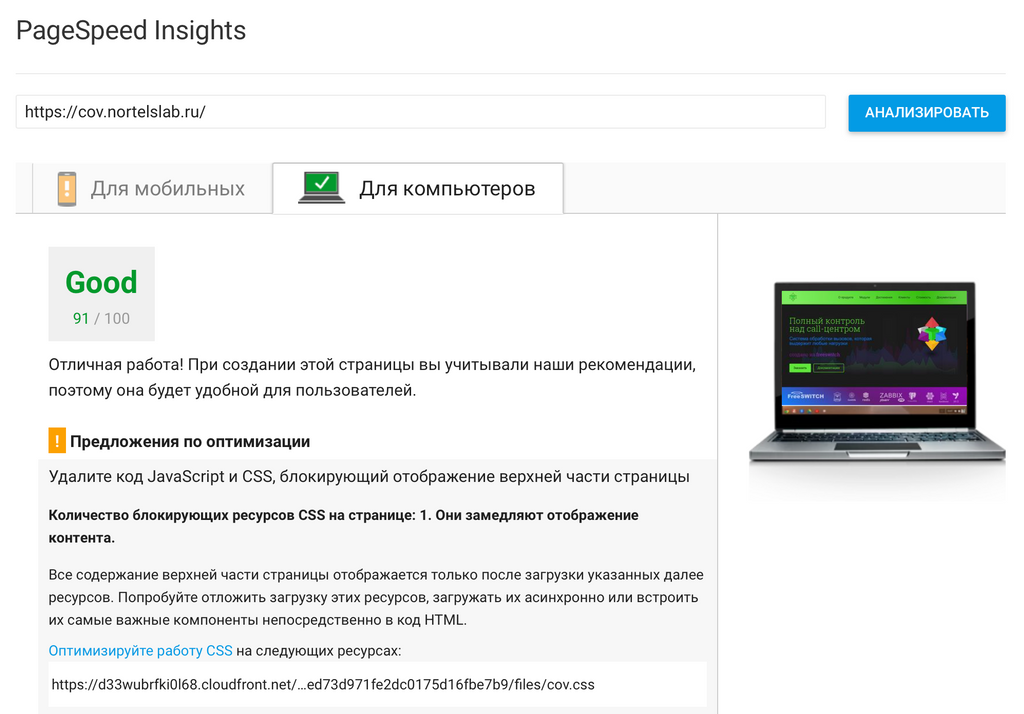 PageSpeed Insights
https://cov.nortelslab.ru/
АНАЛИЗИРОВАТЬ
Для мобильных
Для компьютеров
Good
91 / 100
Отличная работа! При создании этой страницы вы учитывали наши рекомендации,
поэтому она будет удобной для пользователей.
! Предложения по оптимизации
Удалите код JavaScript и CSS, блокирующий отображение верхней части страницы
Количество блокирующих ресурсов CSS на странице: 1. Они замедляют отображение
контента.
Все содержание верхней части страницы отображается только после загрузки указанных далее
ресурсов. Попробуйте отложить загрузку этих ресурсов, загружать их асинхронно или встроить
их самые важные компоненты непосредственно в код HTML.
Оптимизируйте работу CSS на следующих ресурсах:
https://d33wubrfki0l68.cloudfront.net/…ed73d971fe2dc0175d16fbe7b9/files/cov.css
Полный контроль
над call-центром
FreeSWITCH
ZABBIX